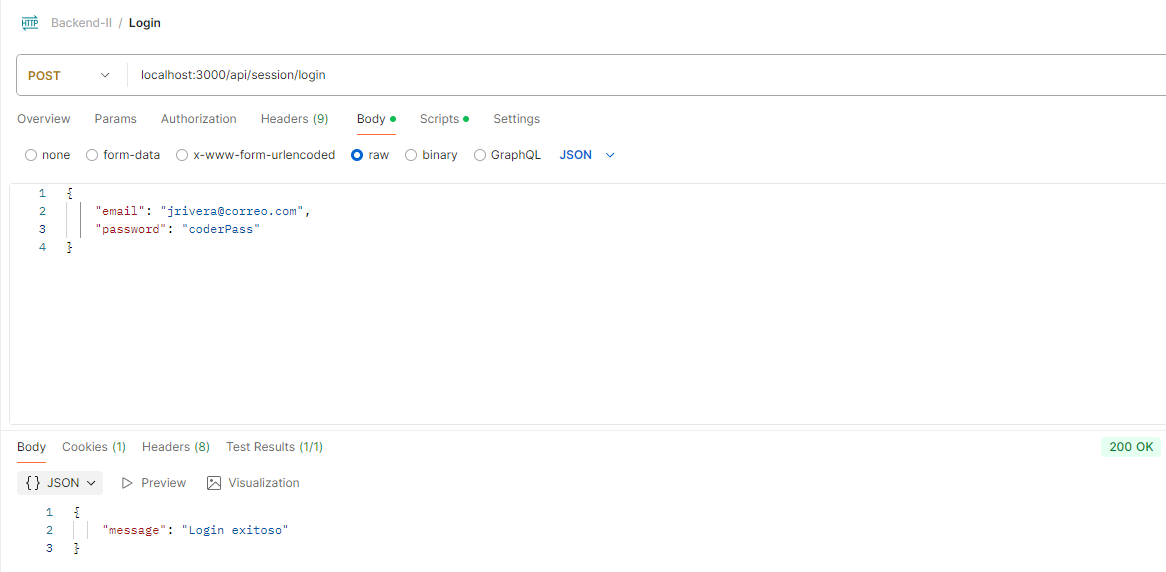 HTTP Backend-II / Login
POST localhost:3000/api/session/login
Overview Params Authorization Headers (9) Body Scripts Settings
none form-data x-www-form-urlencoded raw binary GraphQL JSON
1 {
2 "email": "jrivera@correo.com",
3 "password": "coderPass"
4 }
Body Cookies (1) Headers (8) Test Results (1/1) 200 OK
{} JSON Preview Visualization
1 {
2 "message": "Login exitoso"
3 }